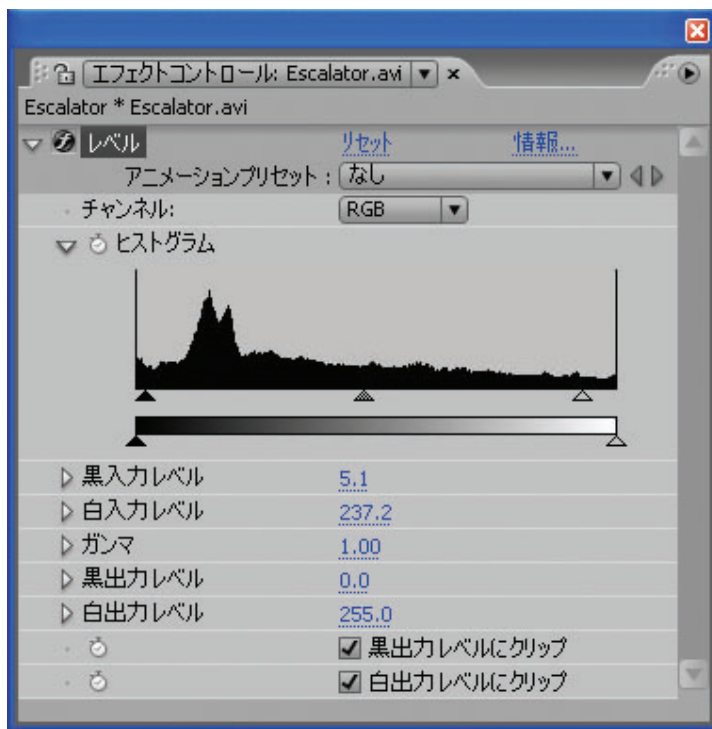 エフェクトコントロール: Escalator.avi
Escalator * Escalator.avi
レベル リセット 情報...
アニメーションプリセット : なし
チャンネル: RGB
ヒストグラム
黒入力レベル 5.1
白入力レベル 237.2
ガンマ 1.00
黒出力レベル 0.0
白出力レベル 255.0
黒出力レベルにクリップ
白出力レベルにクリップ